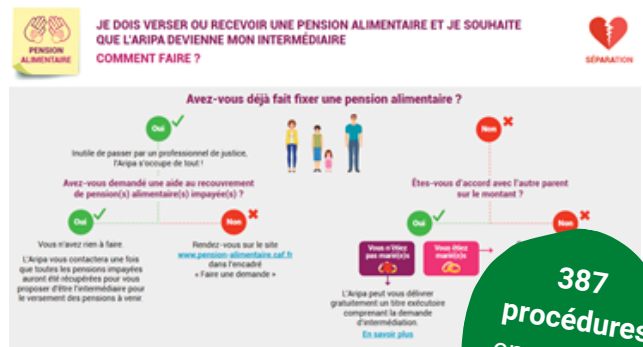 PENSION
ALIMENTAIRE
JE DOIS VERSER OU RECEVOIR UNE PENSION ALIMENTAIRE ET JE SOUHAITE
QUE L'ARIPA DEVIENNE MON INTERMÉDIAIRE
COMMENT FAIRE ?
SÉPARATION
Avez-vous déjà fait fixer une pension alimentaire ?
Oui
Non
Inutile de passer par un professionnel de justice,
l'Aripa s'occupe de tout !
Avez-vous demandé une aide au recouvrement
de pension(s) alimentaire(s) impayée(s) ?
Oui
Non
Vous n'avez rien à faire.
L'Aripa vous contactera une fois
que toutes les pensions impayées
auront été récupérées pour vous
proposer d'être l'intermédiaire pour
le versement des pensions à venir.
Rendez-vous sur le site
www.pension-alimentaire.caf.fr
dans l'encadré
« Faire une demande »
Êtes-vous d'accord avec l'autre parent
sur le montant ?
Oui
Non
Vous n'étiez
pas marié(e)s
Vous étiez
marié(e)s
L'Aripa peut vous délivrer
gratuitement un titre exécutoire
comprenant la demande
d'intermédiation.
En savoir plus
387
procédures